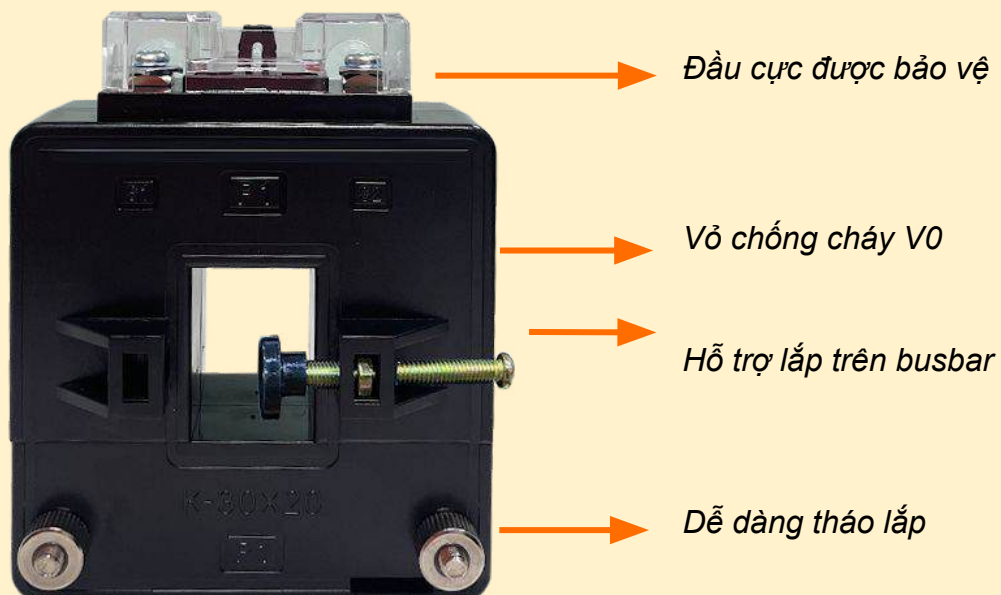 Đầu cực được bảo vệ
P1
Vỏ chống cháy V0
Hỗ trợ lắp trên busbar
K-30X20
Dễ dàng tháo lắp
P1